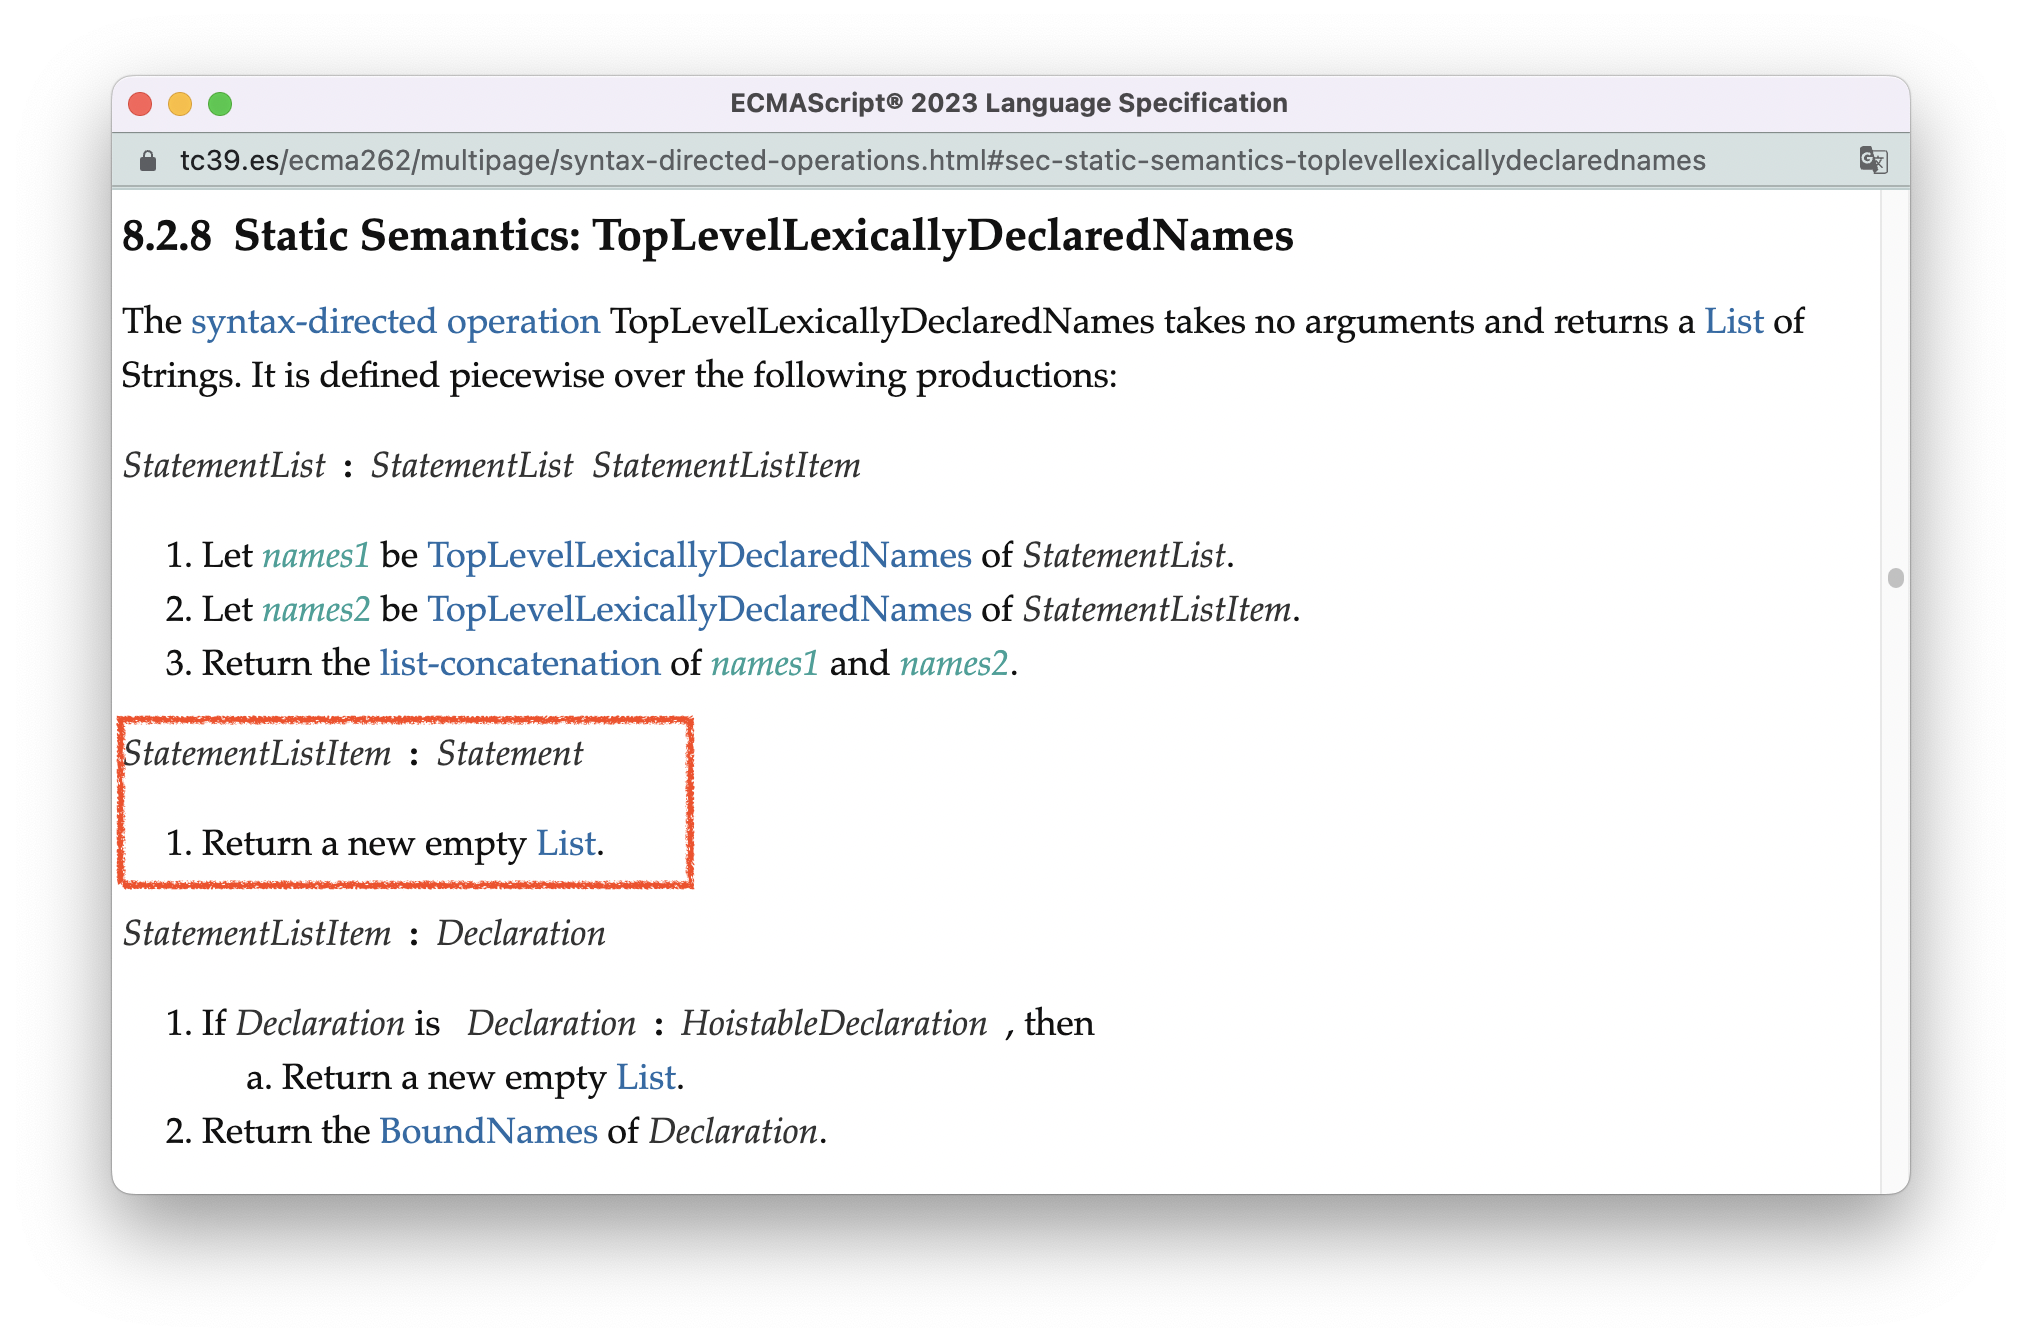 ECMAScript® 2023 Language Specification
tc39.es/ecma262/multipage/syntax-directed-operations.html#sec-static-semantics-toplevellexicallydeclarednames
8.2.8 Static Semantics: TopLevelLexicallyDeclaredNames
The syntax-directed operation TopLevelLexicallyDeclaredNames takes no arguments and returns a List of
Strings. It is defined piecewise over the following productions:
StatementList : StatementList StatementListItem
1. Let names1 be TopLevelLexicallyDeclaredNames of StatementList.
2. Let names2 be TopLevelLexicallyDeclaredNames of StatementListItem.
3. Return the list-concatenation of names1 and names2.
StatementListItem : Statement
1. Return a new empty List.
StatementListItem : Declaration
1. If Declaration is Declaration : HoistableDeclaration , then
a. Return a new empty List.
2. Return the BoundNames of Declaration.